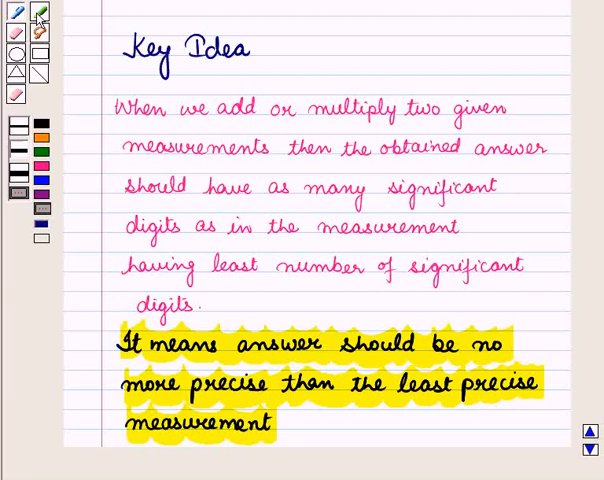 Key Idea
When we add or multiply two given
measurements then the obtained answer
should have as many significant
digits as in the measurement
having least number of significant
digits.
It means answer should be no
more precise than the least precise
measurement